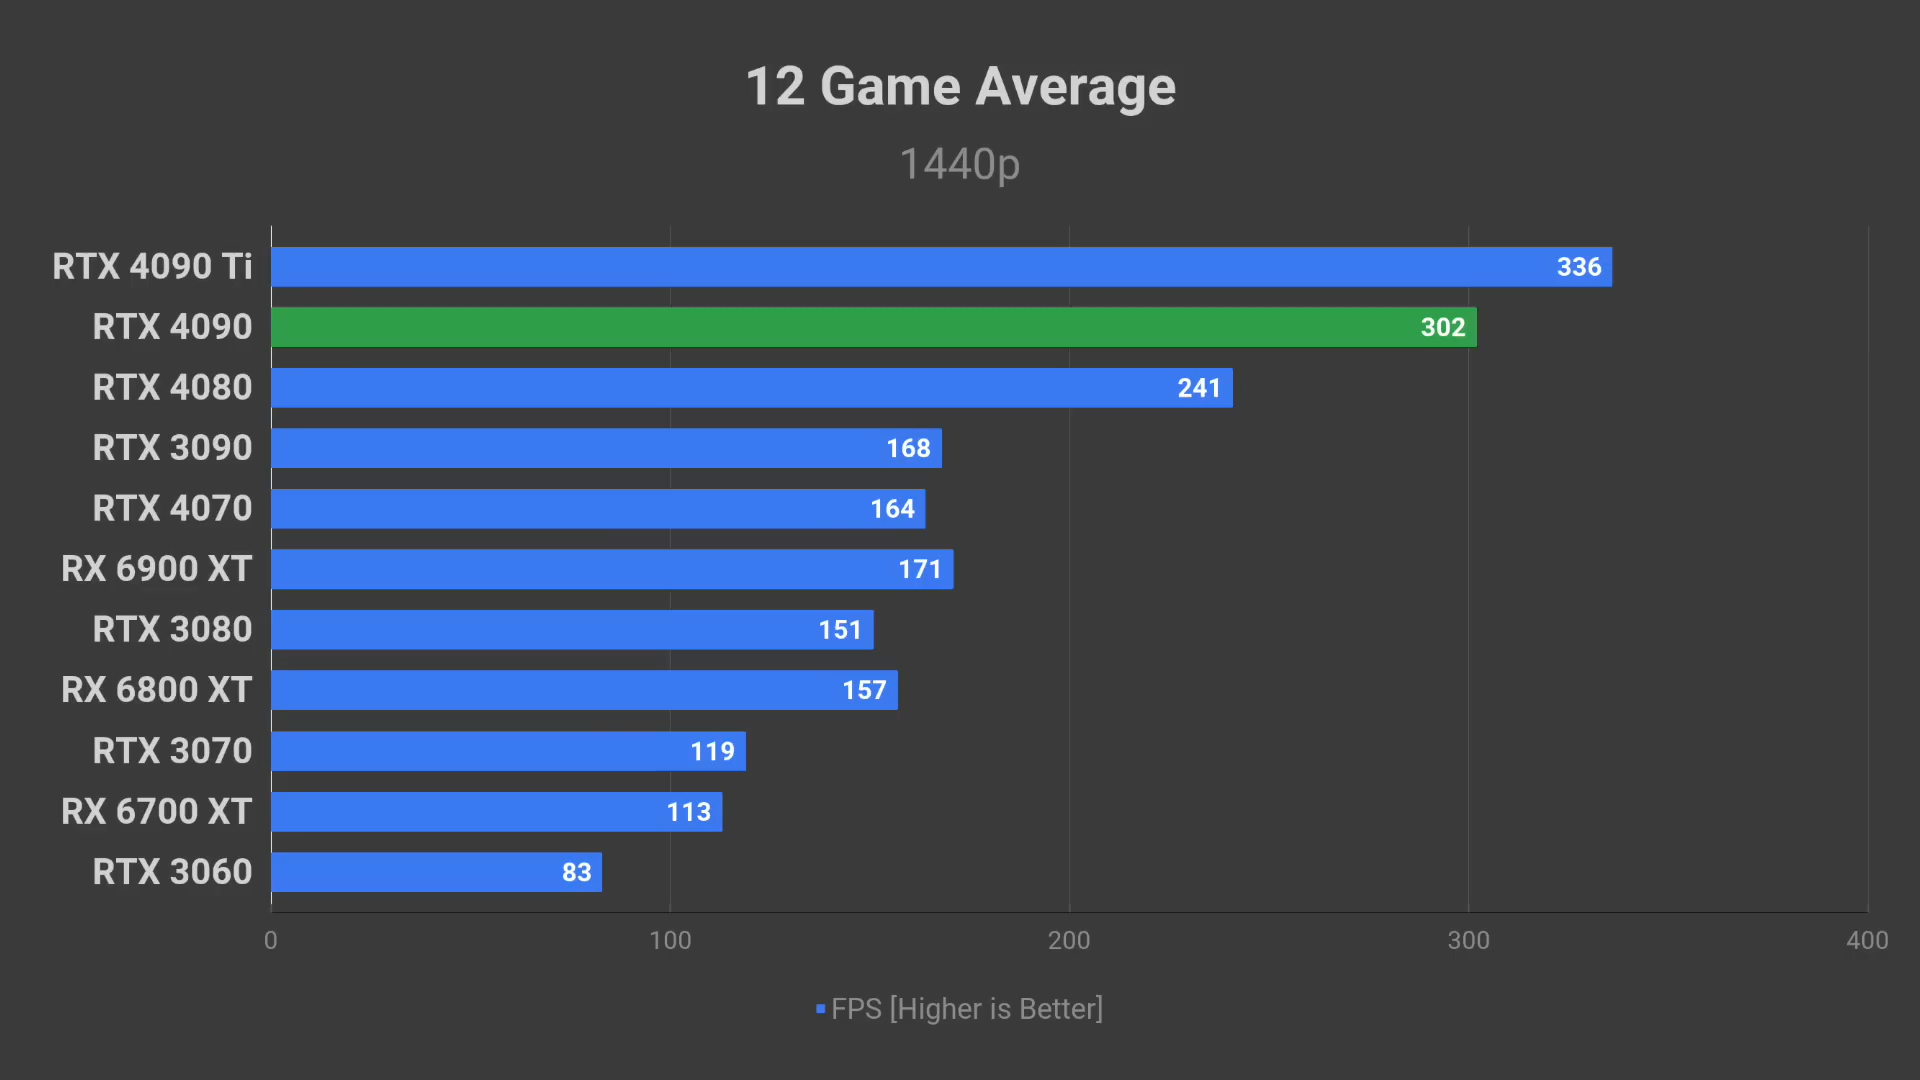 12 Game Average
1440p
RTX 4090 Ti 336
RTX 4090 302
RTX 4080 241
RTX 3090 168
RTX 4070 164
RX 6900 XT 171
RTX 3080 151
RX 6800 XT 157
RTX 3070 119
RX 6700 XT 113
RTX 3060 83
0 100 200 300 400
FPS [Higher is Better]